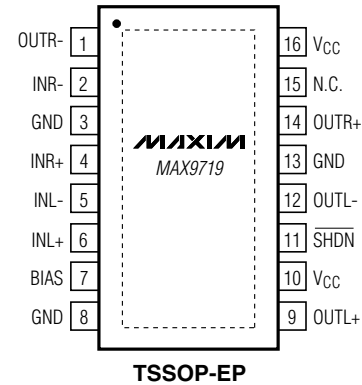 OUTR- 1
INR- 2
GND 3
INR+ 4
INL- 5
INL+ 6
BIAS 7
GND 8
MAXIM
MAX9719
16 VCC
15 N.C.
14 OUTR+
13 GND
12 OUTL-
11 SHDN
10 VCC
9 OUTL+
TSSOP-EP